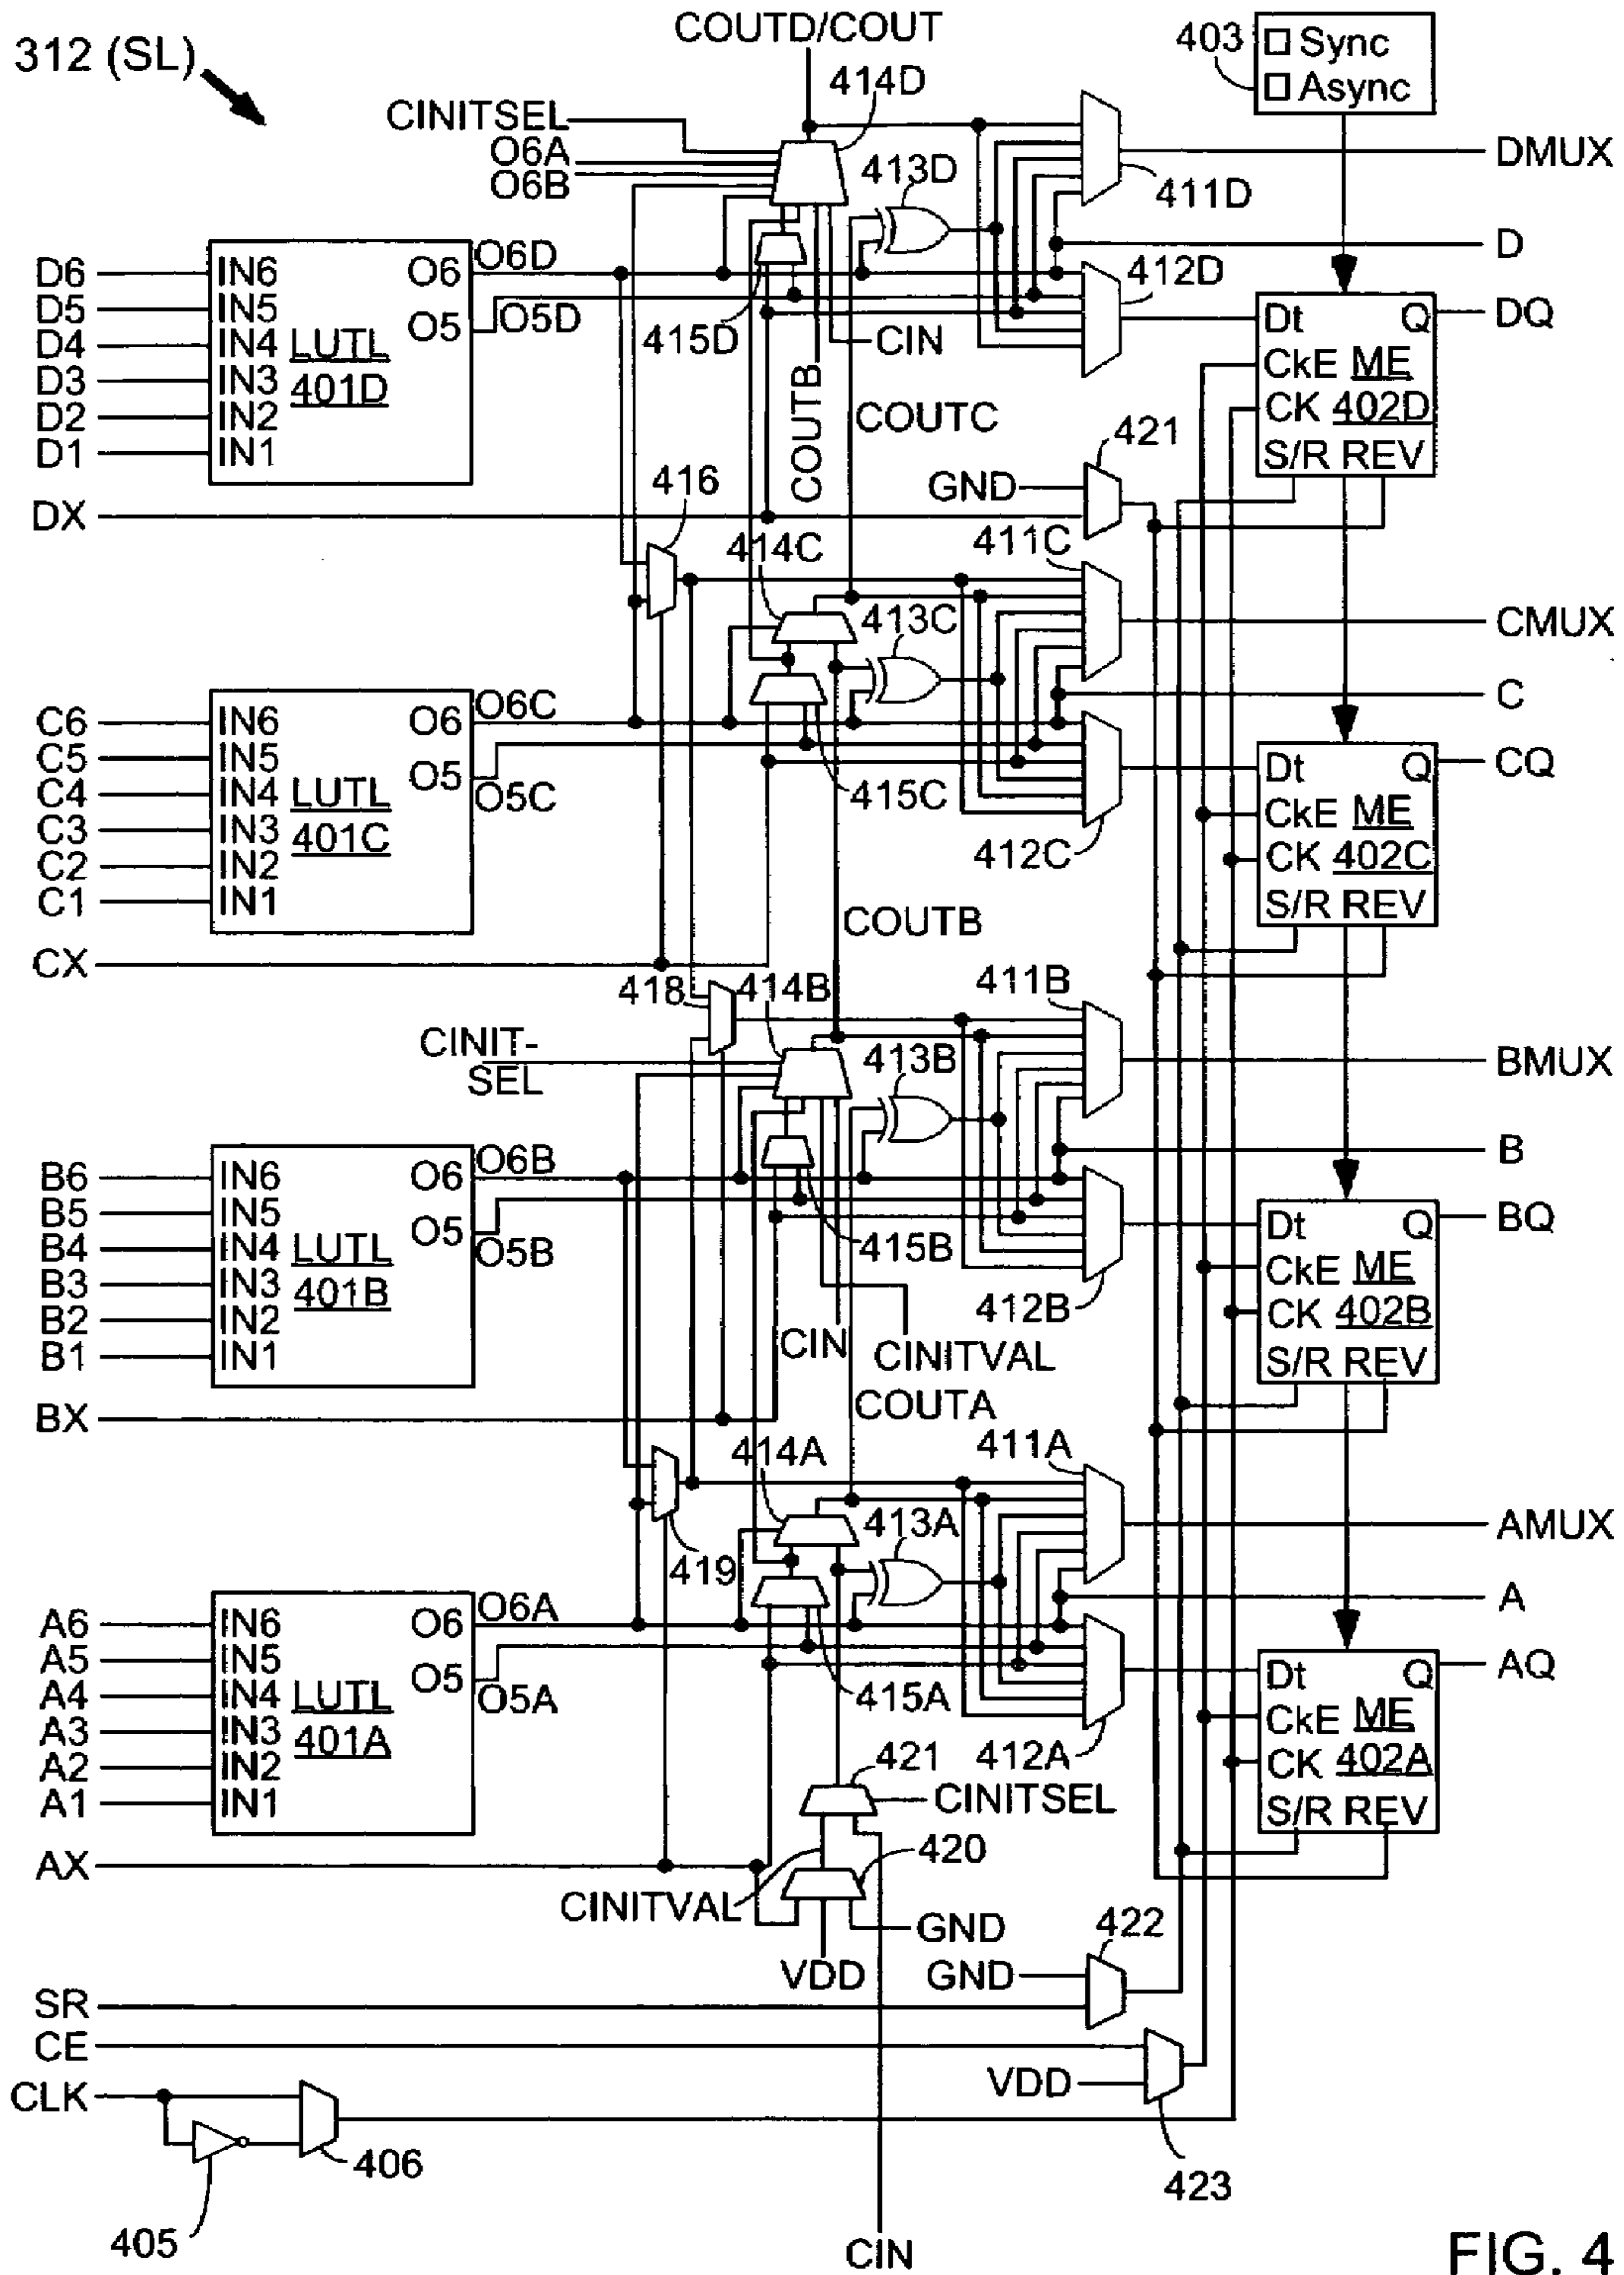 312 (SL)
COUTD/COUT
403
Sync
Async
414D
CINITSEL
O6A
O6B
413D
411D
DMUX
D
412D
D6
D5
D4
D3
D2
D1
IN6
IN5
IN4
IN3
IN2
IN1
LUTL
401D
O6
O5
O6D
O5D
415D
CIN
COUTB
COUTC
Dt
Q
CkE
ME
CK
402D
S/R
REV
DQ
DX
416
GND
421
414C
411C
413C
CMUX
C
C6
C5
C4
C3
C2
C1
IN6
IN5
IN4
IN3
IN2
IN1
LUTL
401C
O6
O5
O6C
O5C
415C
412C
Dt
Q
CkE
ME
CK
402C
S/R
REV
CQ
COUTB
CX
418
414B
411B
CINIT-
SEL
413B
BMUX
B
B6
B5
B4
B3
B2
B1
IN6
IN5
IN4
IN3
IN2
IN1
LUTL
401B
O6
O5
O6B
O5B
415B
412B
CIN
CINITVAL
COUTA
Dt
Q
CkE
ME
CK
402B
S/R
REV
BQ
BX
414A
411A
413A
419
AMUX
A
A6
A5
A4
A3
A2
A1
IN6
IN5
IN4
IN3
IN2
IN1
LUTL
401A
O6
O5
O6A
O5A
415A
412A
421
CINITSEL
Dt
Q
CkE
ME
CK
402A
S/R
REV
AQ
AX
420
CINITVAL
GND
VDD
GND
422
SR
CE
VDD
CLK
406
423
405
CIN
FIG. 4